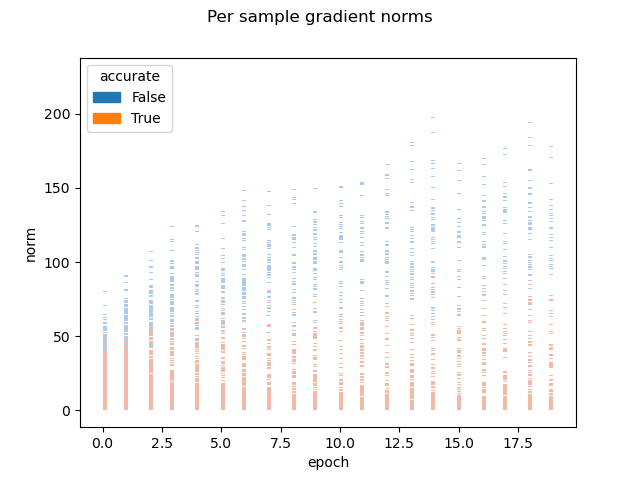 Per sample gradient norms
accurate
False
True
norm
200
150
100
50
0
0.0 2.5 5.0 7.5 10.0 12.5 15.0 17.5
epoch